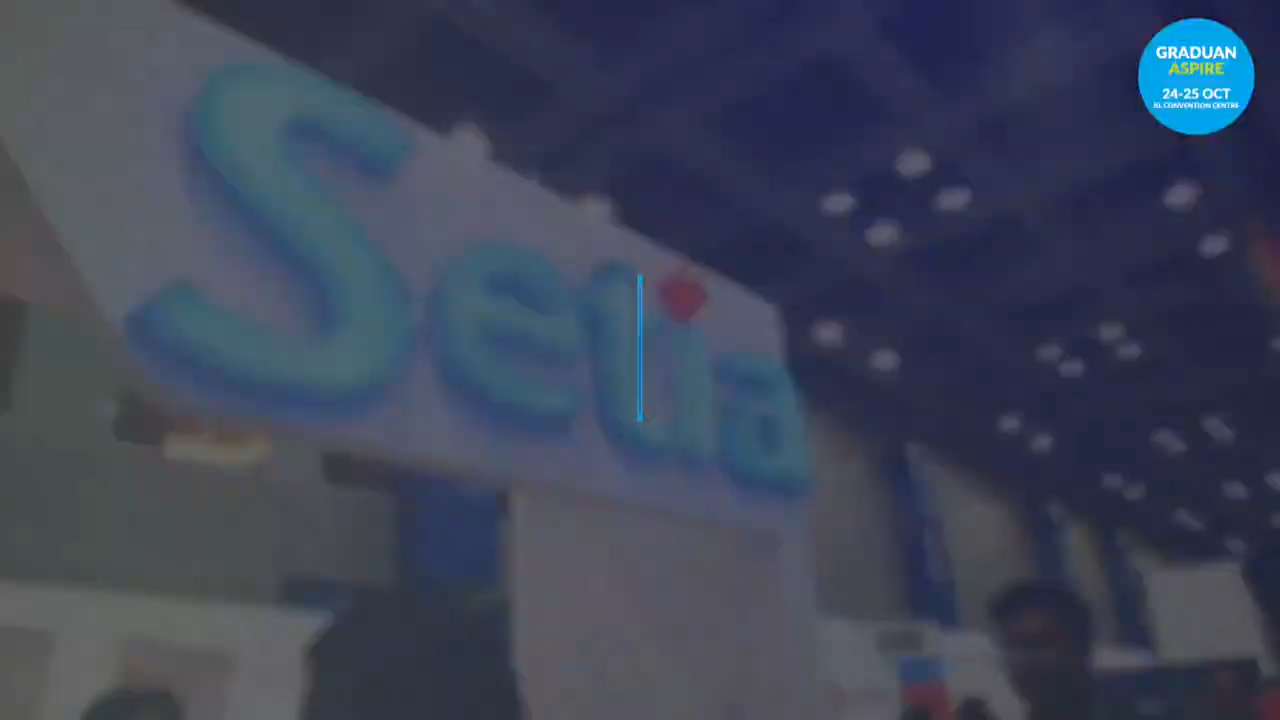 Setia
GRADUAN
ASPIRE
24-25 OCT
KL CONVENTION CENTRE